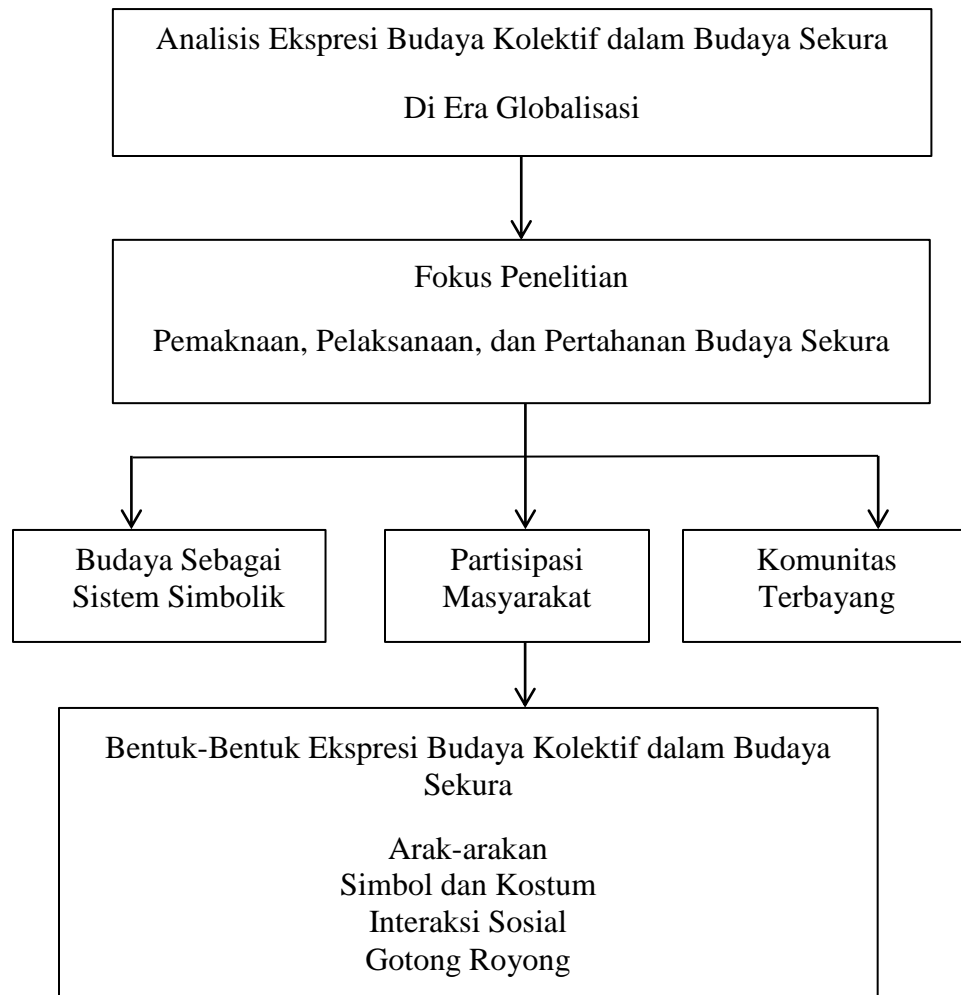 Analisis Ekspresi Budaya Kolektif dalam Budaya Sekura
Di Era Globalisasi
Fokus Penelitian
Pemaknaan, Pelaksanaan, dan Pertahanan Budaya Sekura
Budaya Sebagai
Sistem Simbolik
Partisipasi
Masyarakat
Komunitas
Terbayang
Bentuk-Bentuk Ekspresi Budaya Kolektif dalam Budaya
Sekura
Arak-arakan
Simbol dan Kostum
Interaksi Sosial
Gotong Royong